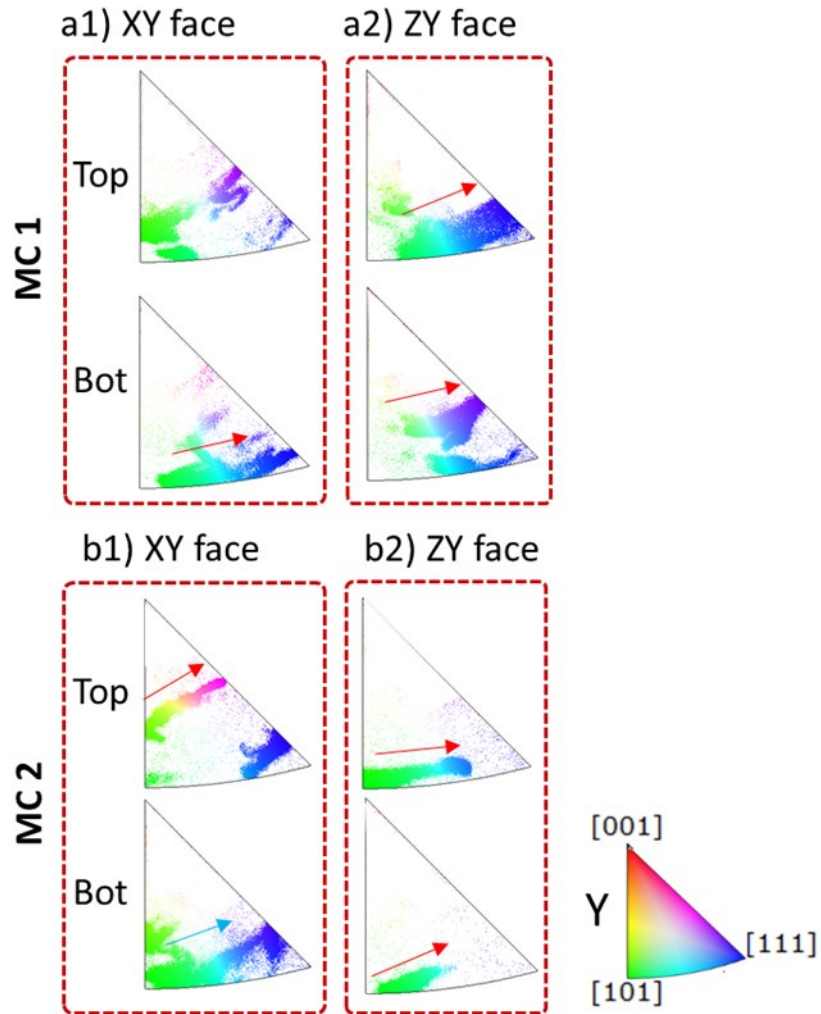 a1) XY face
a2) ZY face
MC 1
Top
Bot
b1) XY face
b2) ZY face
MC 2
Top
Bot
[001]
Y
[111]
[101]